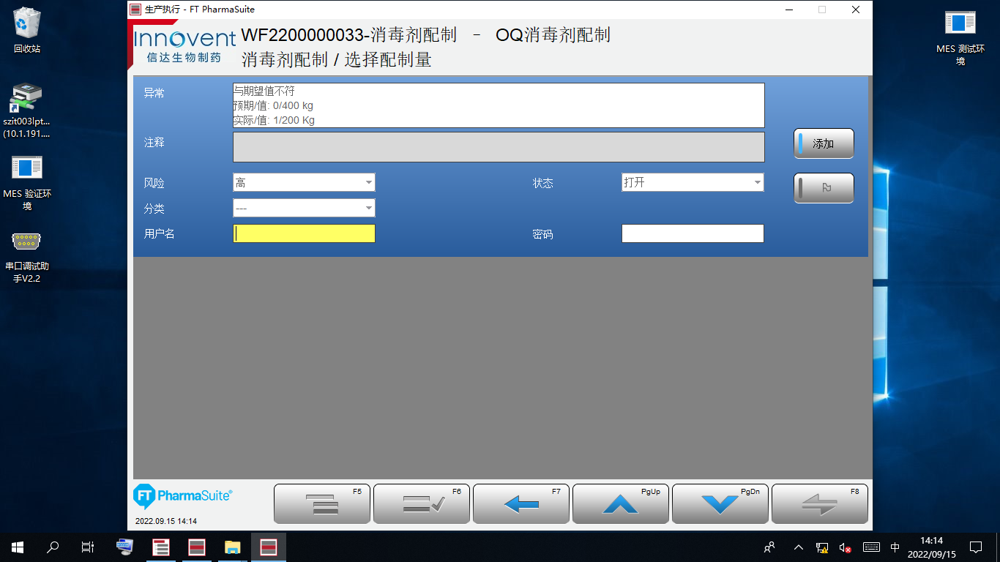 回收站
szit003lpt...
(10.1.191....
MES 验证环
境
串口调试助
手V2.2
MES 测试环
境
生产执行 - FT PharmaSuite
Innovent
信达生物制药
WF2200000033-消毒剂配制 - OQ消毒剂配制
消毒剂配制 / 选择配制量
异常
与期望值不符
预期/值: 0/400 kg
实际/值: 1/200 Kg
注释
添加
风险
高
状态
打开
分类
---
用户名
密码
FT PharmaSuite®
2022.09.15 14:14
F5
F6
F7
PgUp
PgDn
F8
中
14:14
2022/09/15